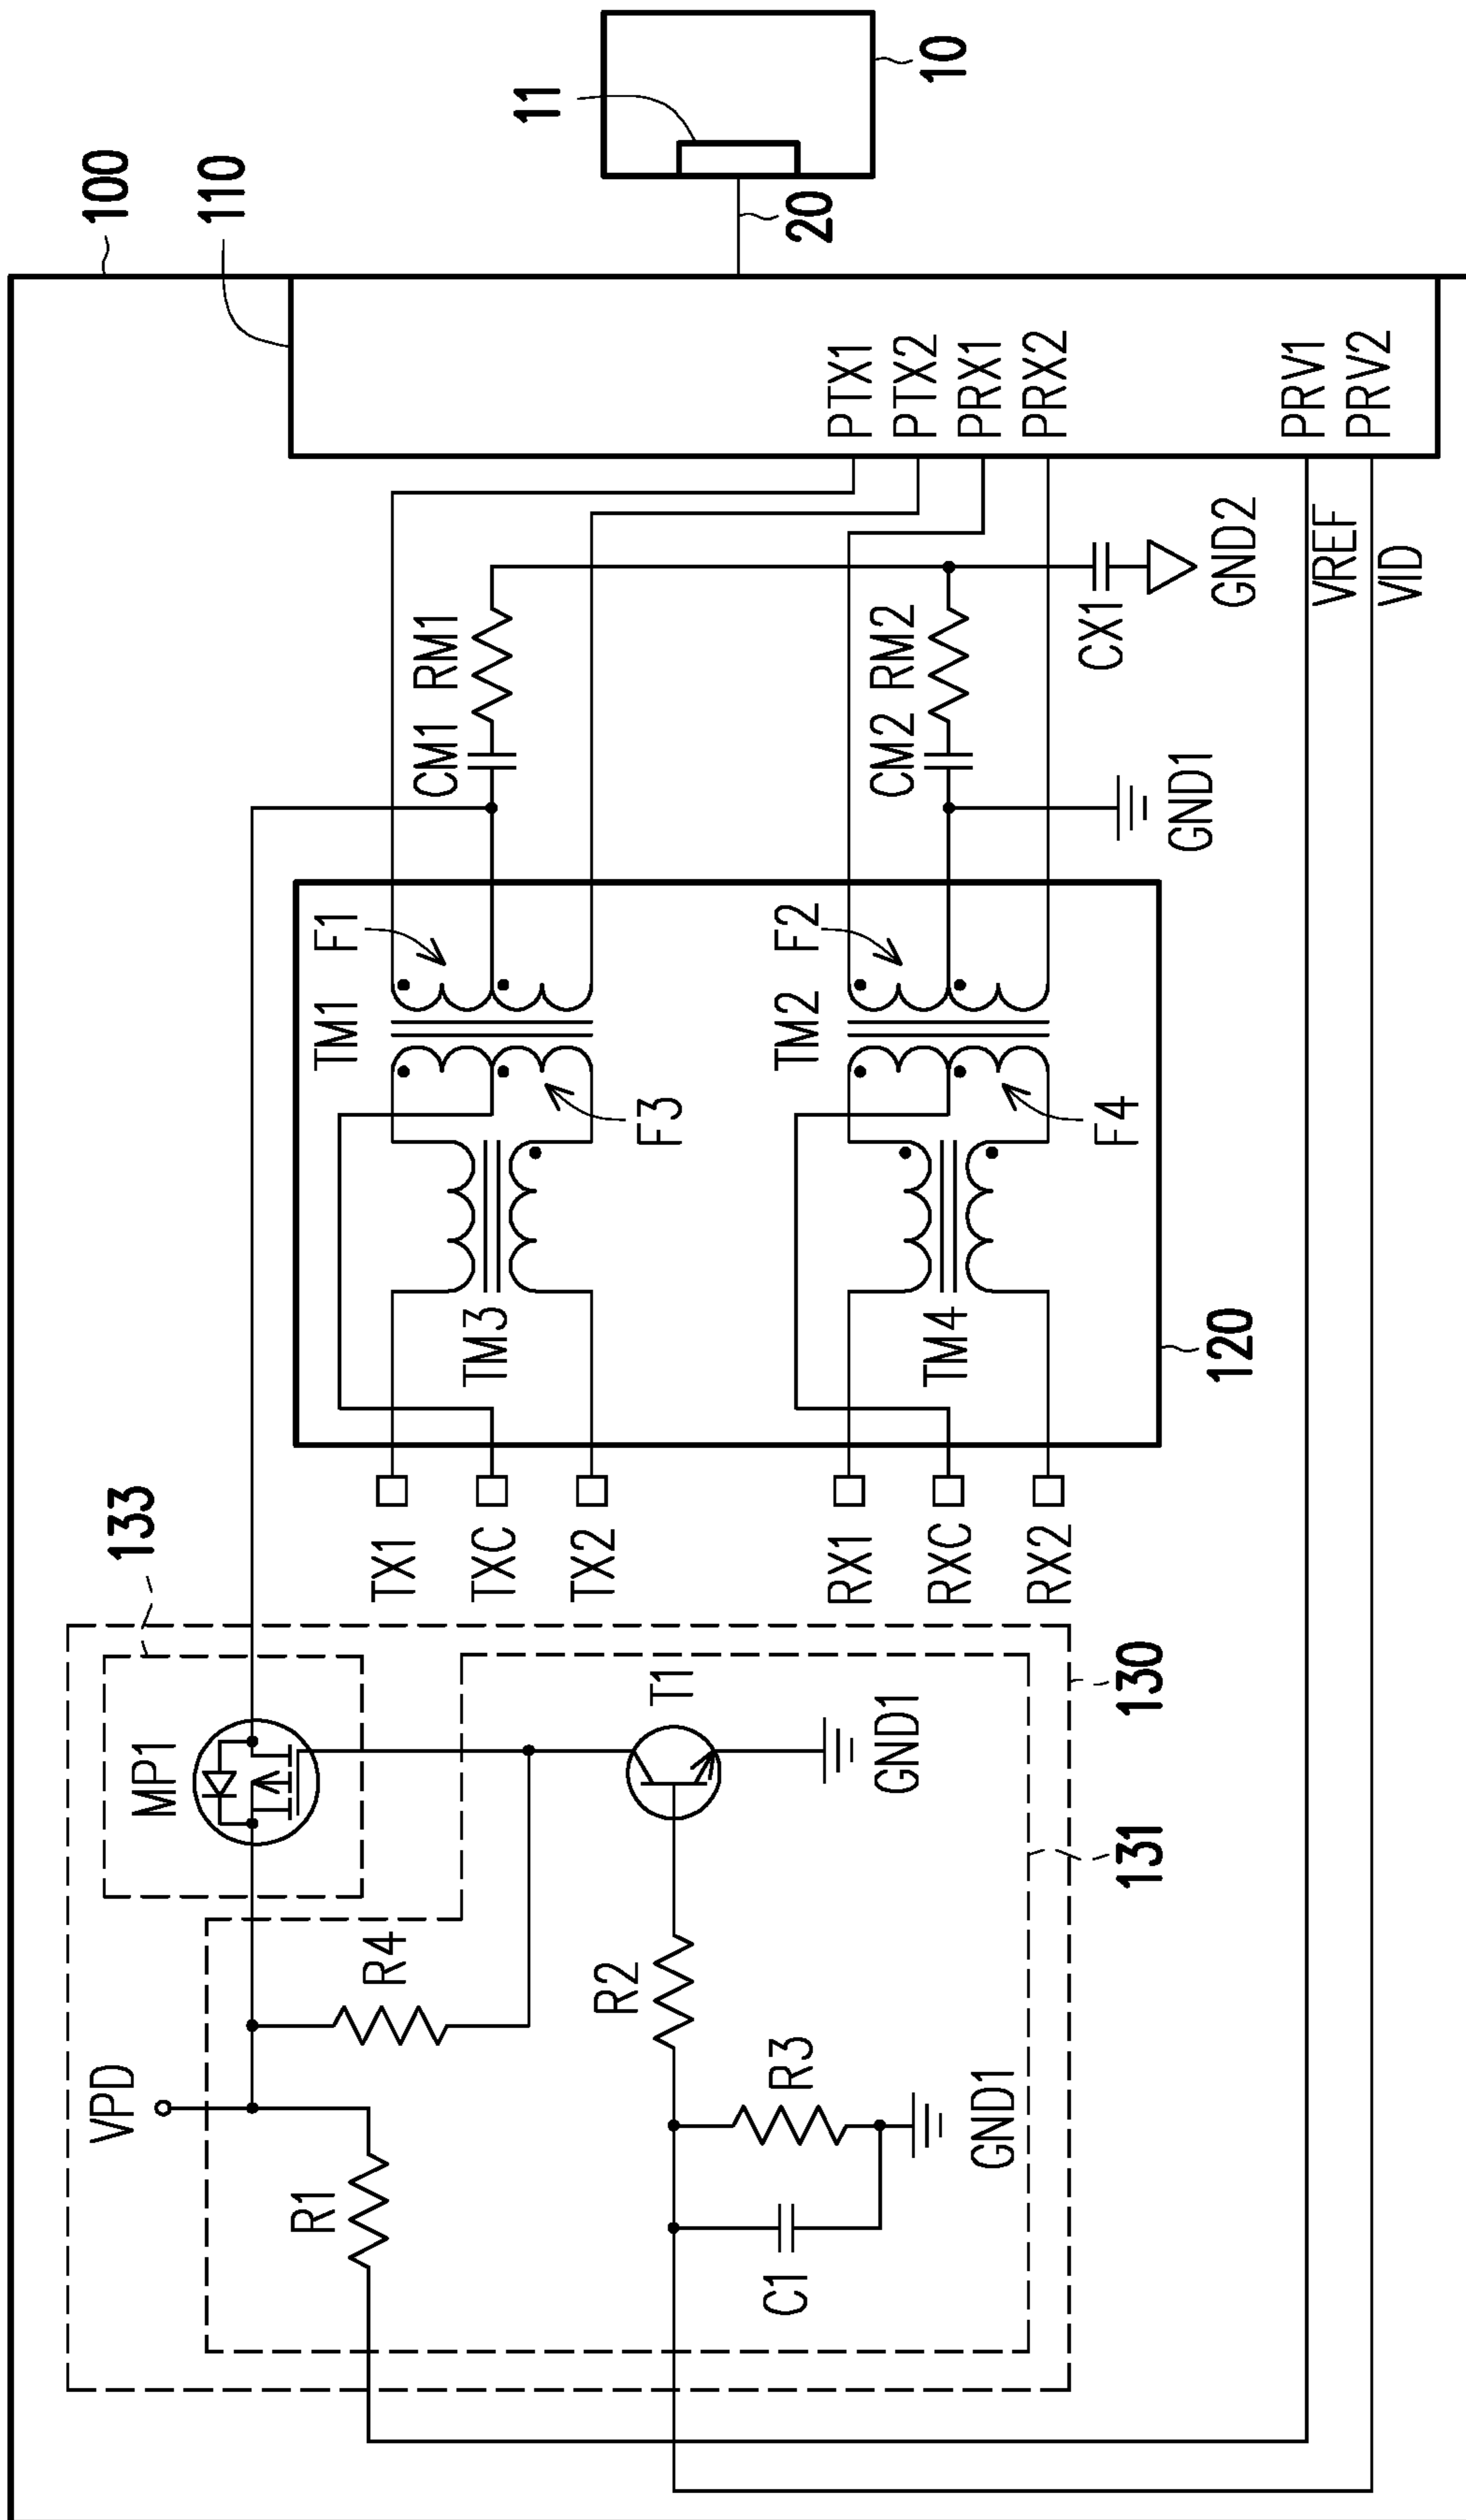 100
110
11
10
20
133
VPD
MP1
R4
R1
R2
R3
C1
T1
GND1
GND1
131
130
TX1
TXC
TX2
RX1
RXC
RX2
TM1
F1
F3
TM3
TM2
F2
F4
TM4
120
CM1
RM1
CM2
RM2
GND1
CX1
GND2
PTX1
PTX2
PRX1
PRX2
PRV1
PRV2
VREF
VID